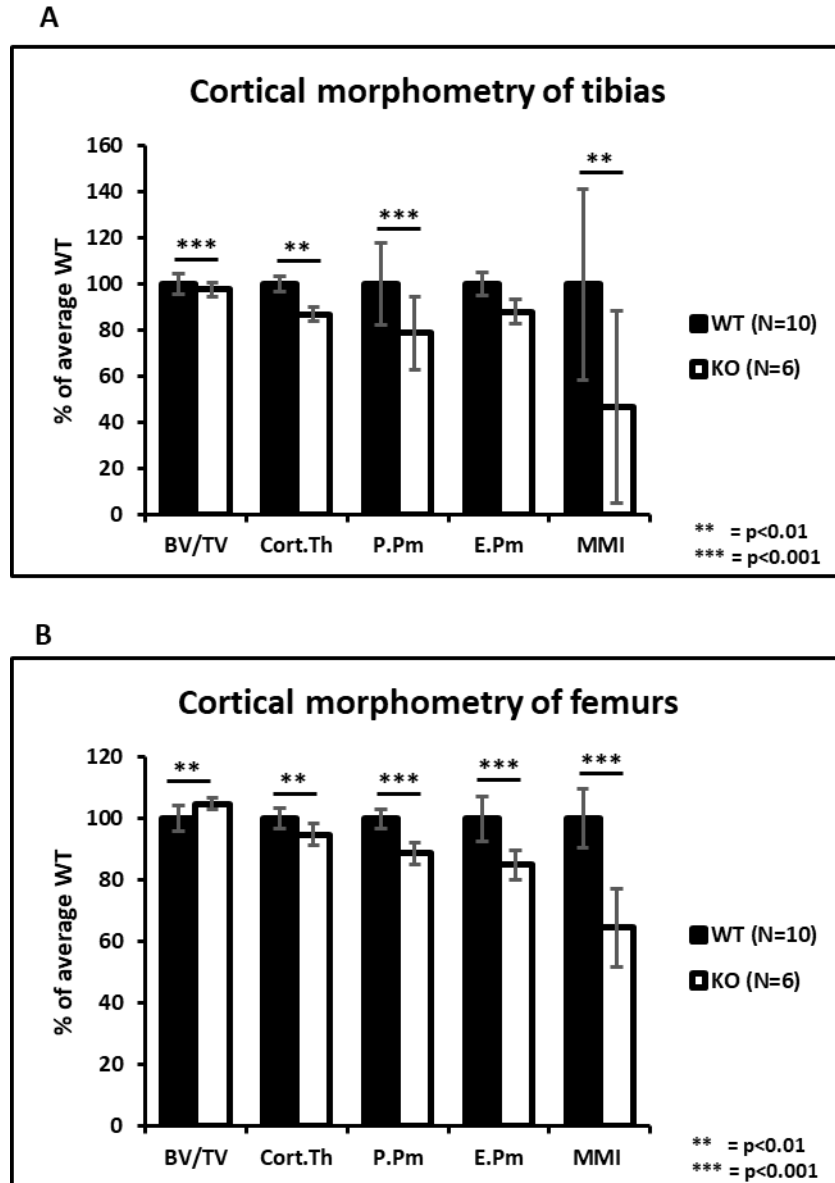 A
Cortical morphometry of tibias
160
140
120
100
80
60
40
20
0
% of average WT
***
**
***
**
BV/TV
Cort.Th
P.Pm
E.Pm
MMI
WT (N=10)
KO (N=6)
** = p<0.01
*** = p<0.001
B
Cortical morphometry of femurs
120
100
80
60
40
20
0
% of average WT
**
**
***
***
***
BV/TV
Cort.Th
P.Pm
E.Pm
MMI
WT (N=10)
KO (N=6)
** = p<0.01
*** = p<0.001